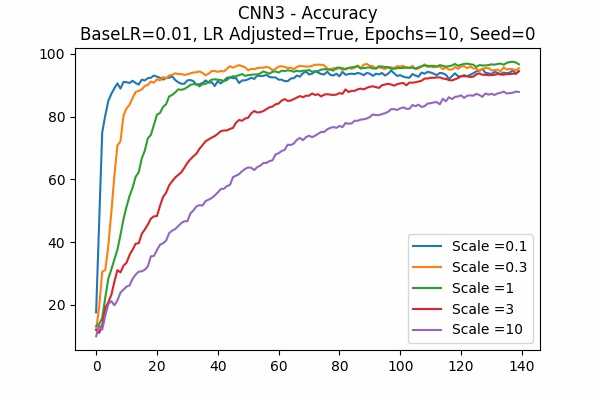 CNN3 - Accuracy
BaseLR=0.01, LR Adjusted=True, Epochs=10, Seed=0
100
80
60
40
20
Scale =0.1
Scale =0.3
Scale =1
Scale =3
Scale =10
0 20 40 60 80 100 120 140